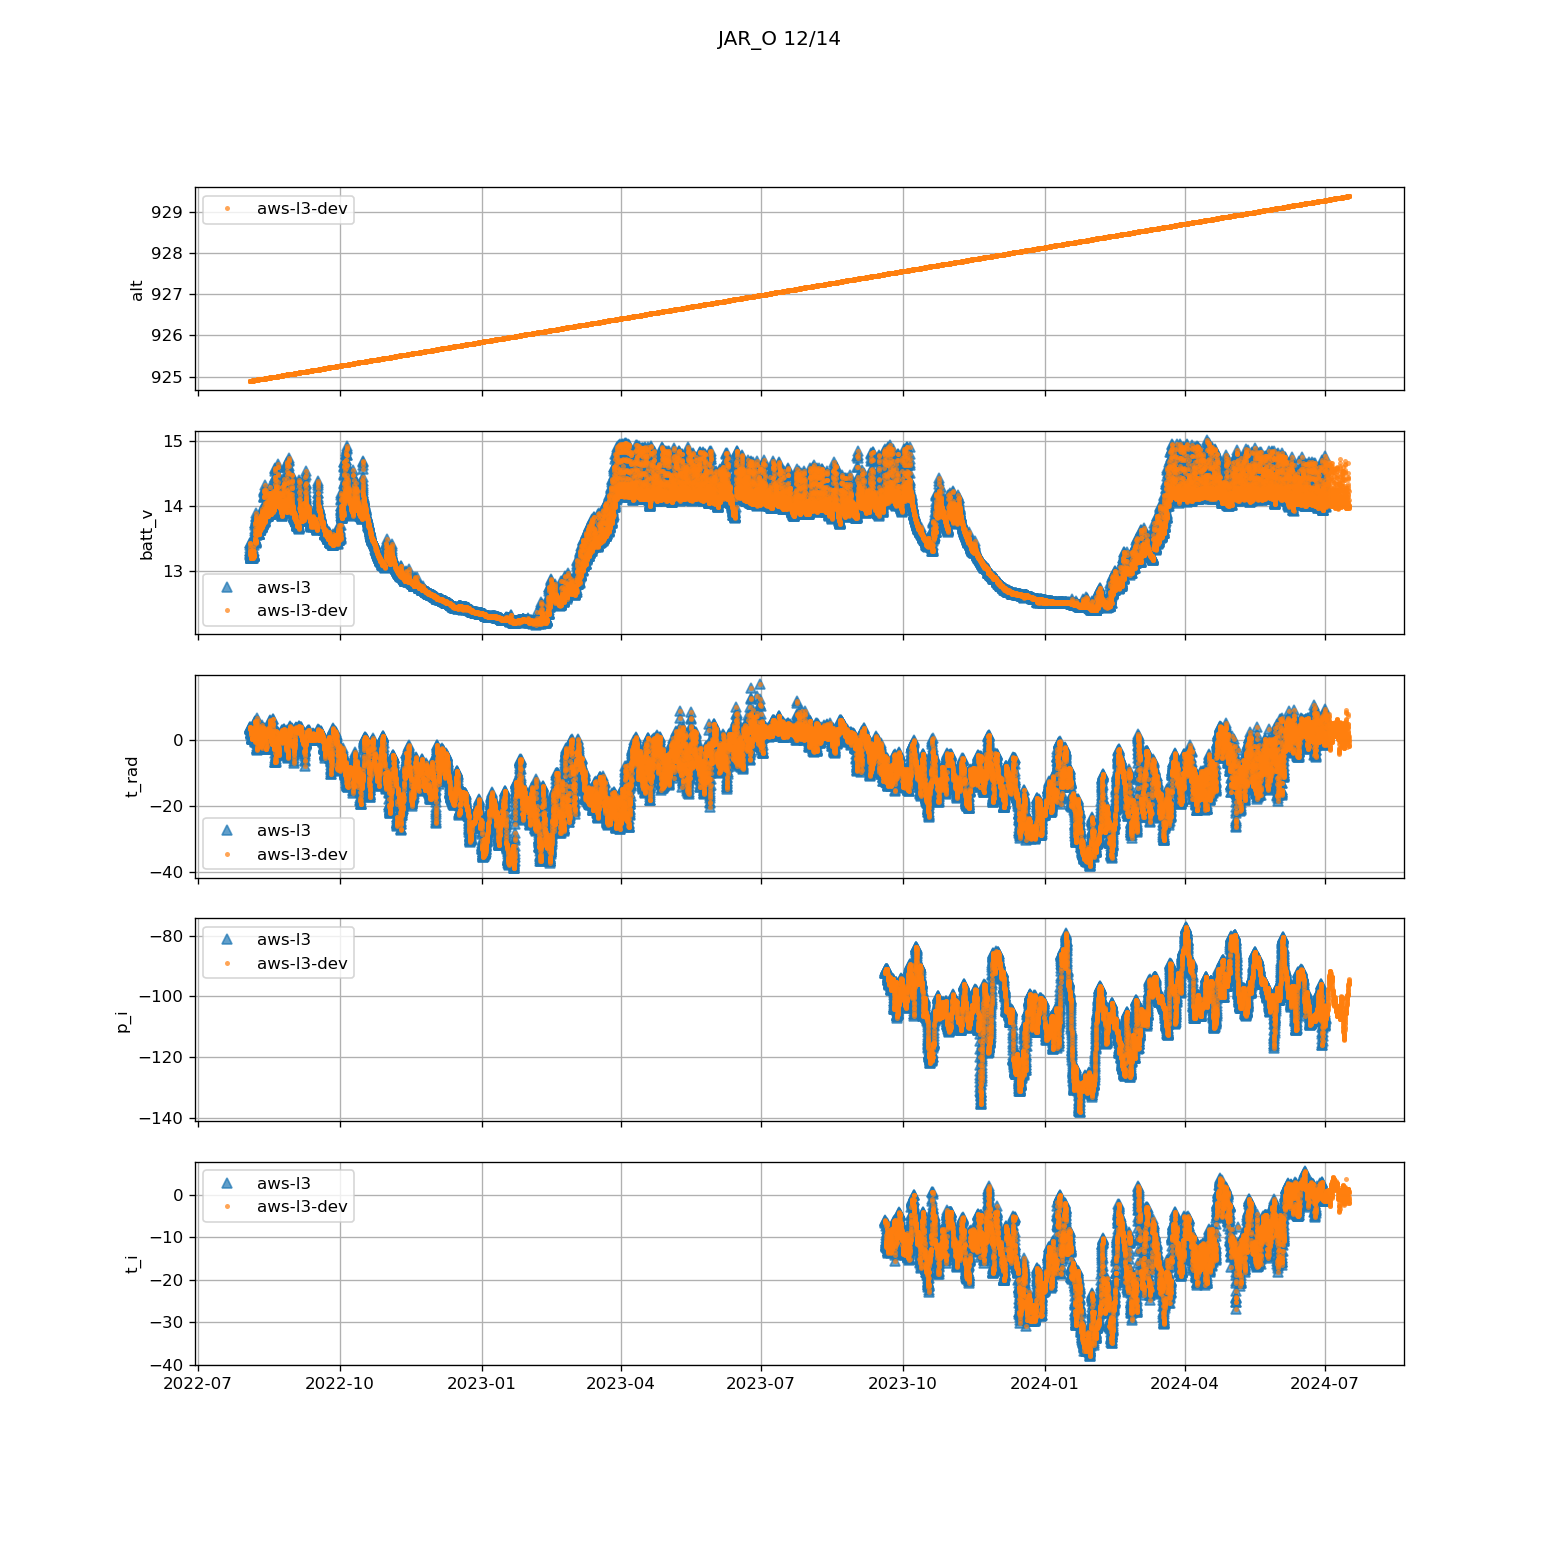 JAR_O 12/14
aws-l3-dev
929
928
927
926
925
alt
15
14
13
batt_v
aws-l3
aws-l3-dev
0
−20
−40
t_rad
aws-l3
aws-l3-dev
−80
−100
−120
−140
p_i
aws-l3
aws-l3-dev
0
−10
−20
−30
−40
t_i
aws-l3
aws-l3-dev
2022-07 2022-10 2023-01 2023-04 2023-07 2023-10 2024-01 2024-04 2024-07